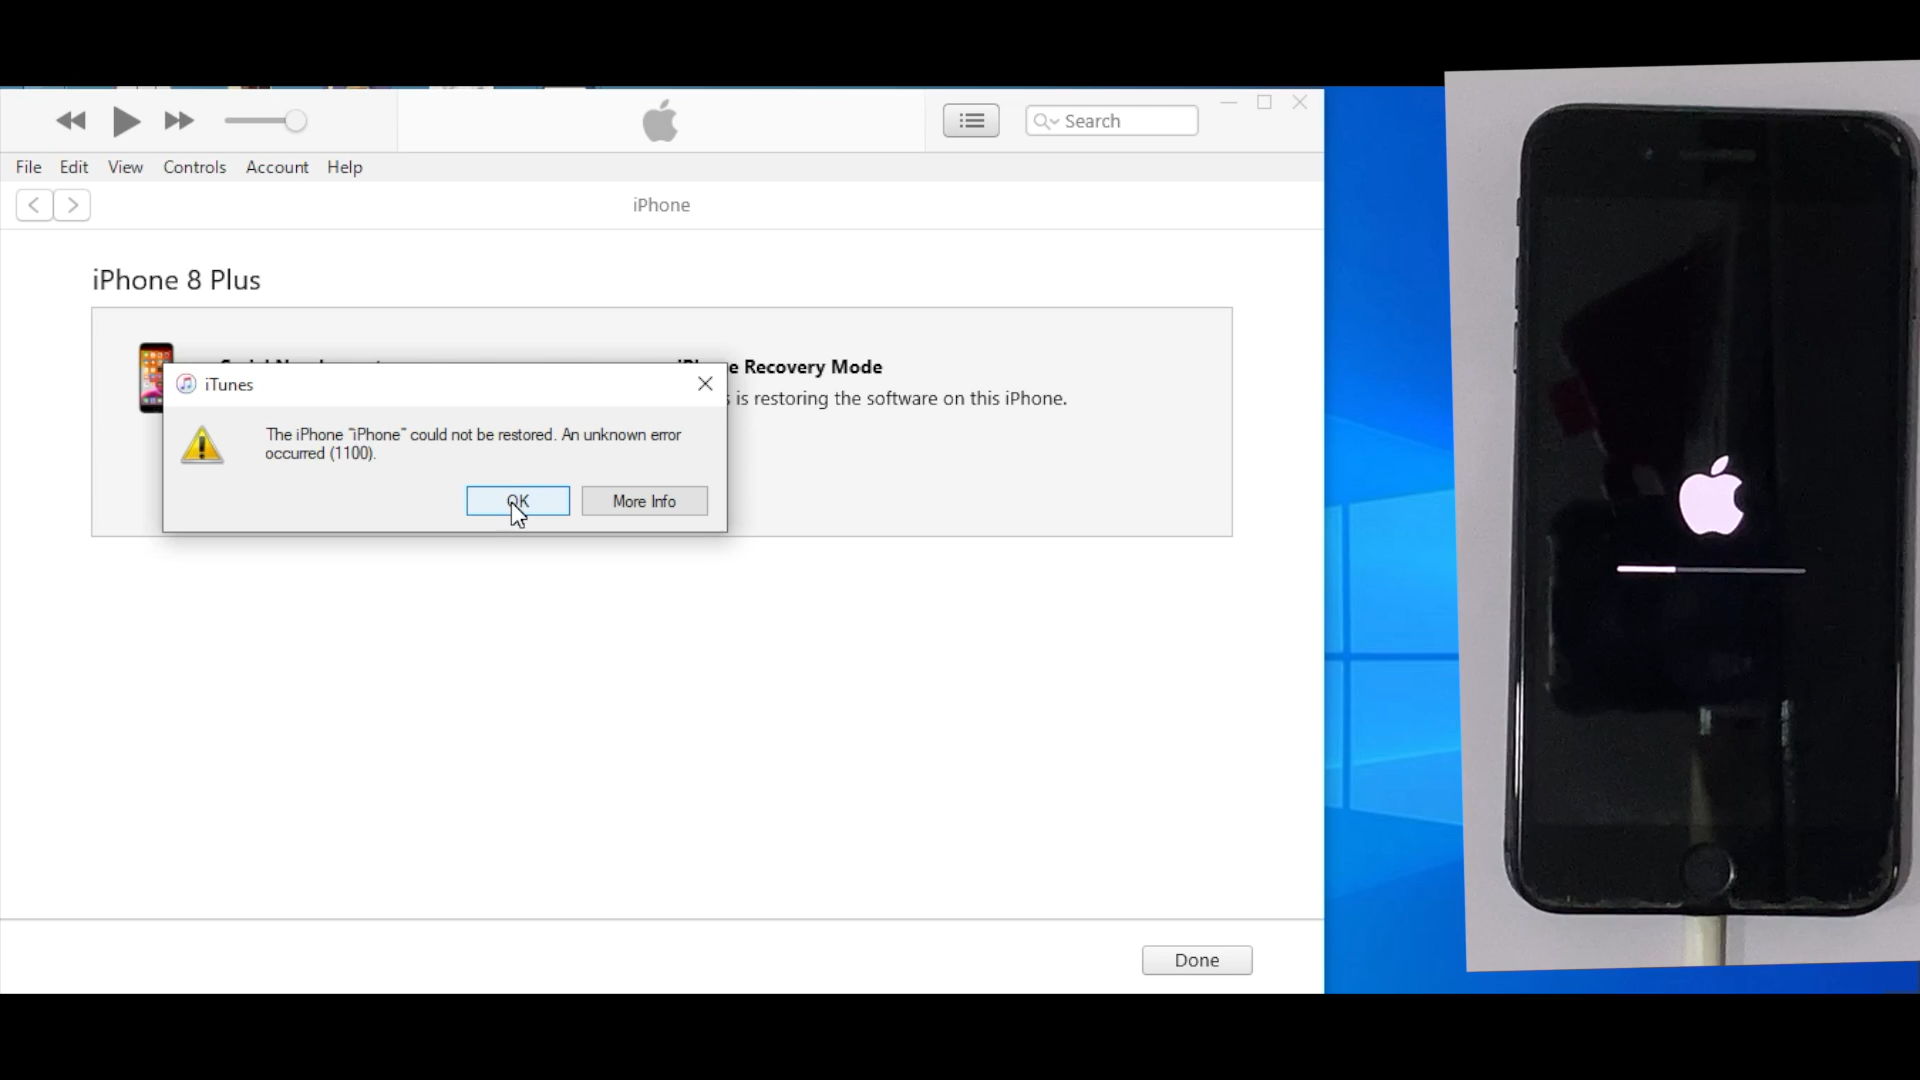 Search
File Edit View Controls Account Help
iPhone
iPhone 8 Plus
Recovery Mode
is restoring the software on this iPhone.
iTunes
The iPhone "iPhone" could not be restored. An unknown error
occurred (1100).
OK More Info
Done